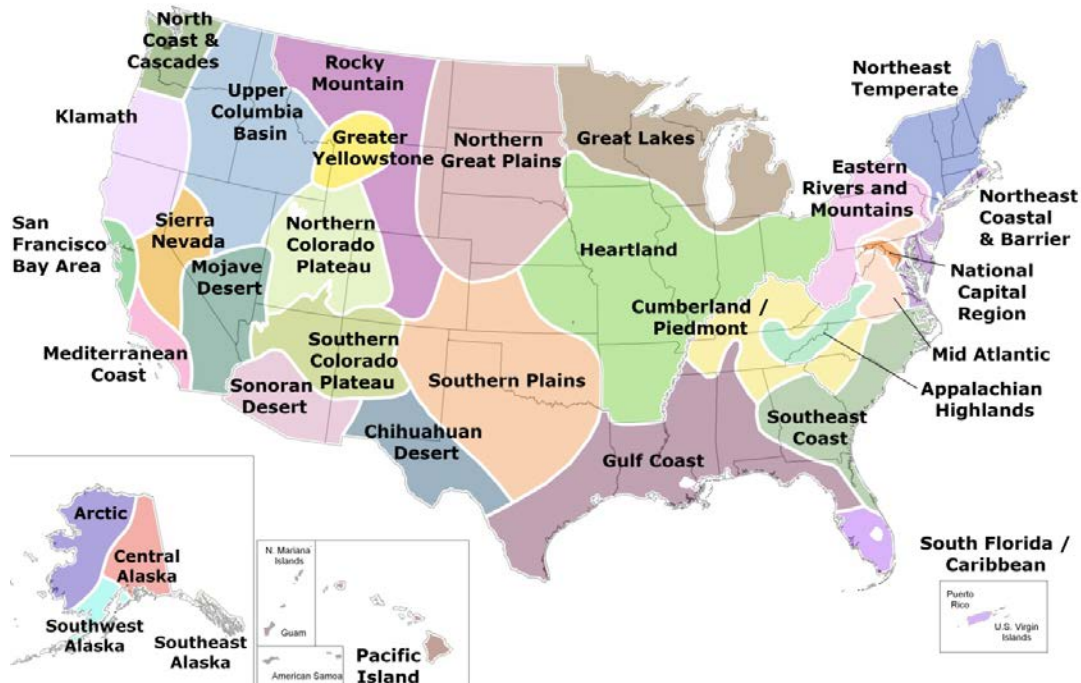 North
Coast &
Cascades
Rocky
Mountain
Northeast
Temperate
Klamath
Upper
Columbia
Basin
Greater
Yellowstone
Northern
Great Plains
Great Lakes
Eastern
Rivers and
Mountains
Northeast
Coastal
& Barrier
San
Francisco
Bay Area
Sierra
Nevada
Northern
Colorado
Plateau
Heartland
Mojave
Desert
National
Capital
Region
Cumberland /
Piedmont
Mediterranean
Coast
Southern
Colorado
Plateau
Mid Atlantic
Sonoran
Desert
Southern Plains
Appalachian
Highlands
Chihuahuan
Desert
Southeast
Coast
Gulf Coast
Arctic
Central
Alaska
Southwest
Alaska
Southeast
Alaska
N. Mariana
Islands
Guam
American Samoa
Pacific
Island
South Florida /
Caribbean
Puerto
Rico
U.S. Virgin
Islands